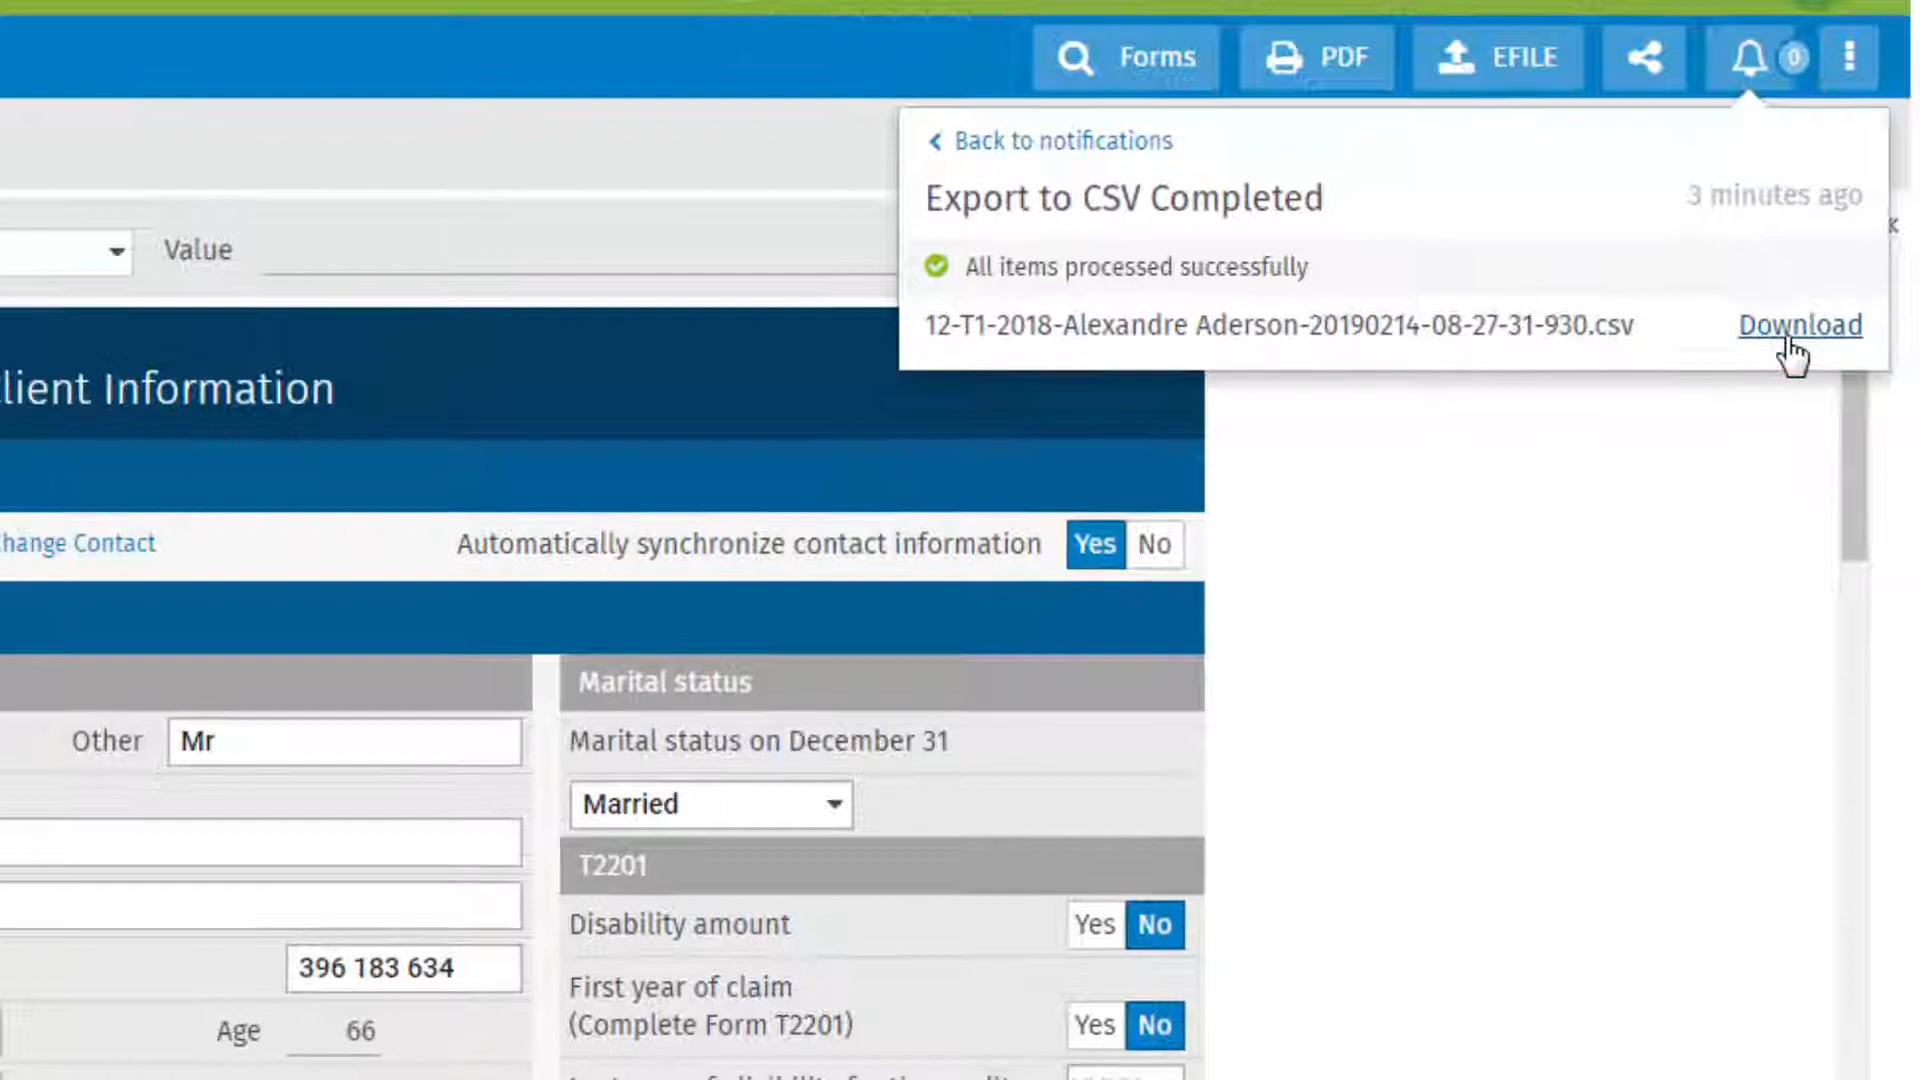 Forms PDF EFILE 0
Back to notifications
Export to CSV Completed 3 minutes ago
Value
All items processed successfully
12-T1-2018-Alexandre Aderson-20190214-08-27-31-930.csv Download
lient Information
hange Contact Automatically synchronize contact information Yes No
Marital status
Other Mr Marital status on December 31
Married
T2201
Disability amount Yes No
396 183 634
First year of claim
(Complete Form T2201) Yes No
Age 66